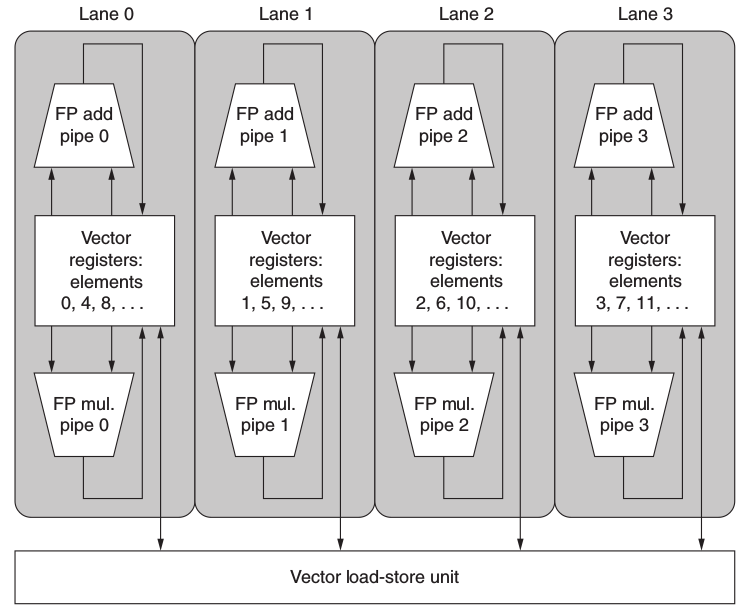 Lane 0
Lane 1
Lane 2
Lane 3
FP add
pipe 0
FP add
pipe 1
FP add
pipe 2
FP add
pipe 3
Vector
registers:
elements
0, 4, 8, . . .
Vector
registers:
elements
1, 5, 9, . . .
Vector
registers:
elements
2, 6, 10, . . .
Vector
registers:
elements
3, 7, 11, . . .
FP mul.
pipe 0
FP mul.
pipe 1
FP mul.
pipe 2
FP mul.
pipe 3
Vector load-store unit